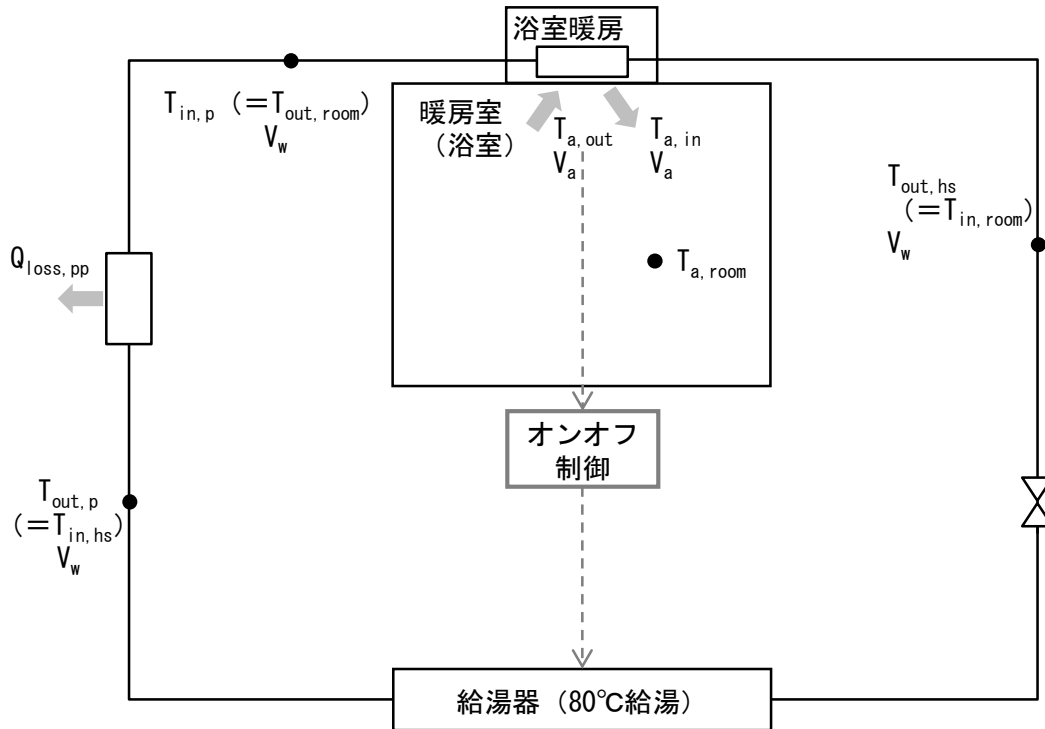 浴室暖房
T_in,p (=T_out,room)
V_w
暖房室
(浴室)
T_a,out
V_a
T_a,in
V_a
T_out,hs
(=T_in,room)
V_w
Q_loss,pp
T_a,room
オンオフ
制御
T_out,p
(=T_in,hs)
V_w
給湯器(80℃給湯)